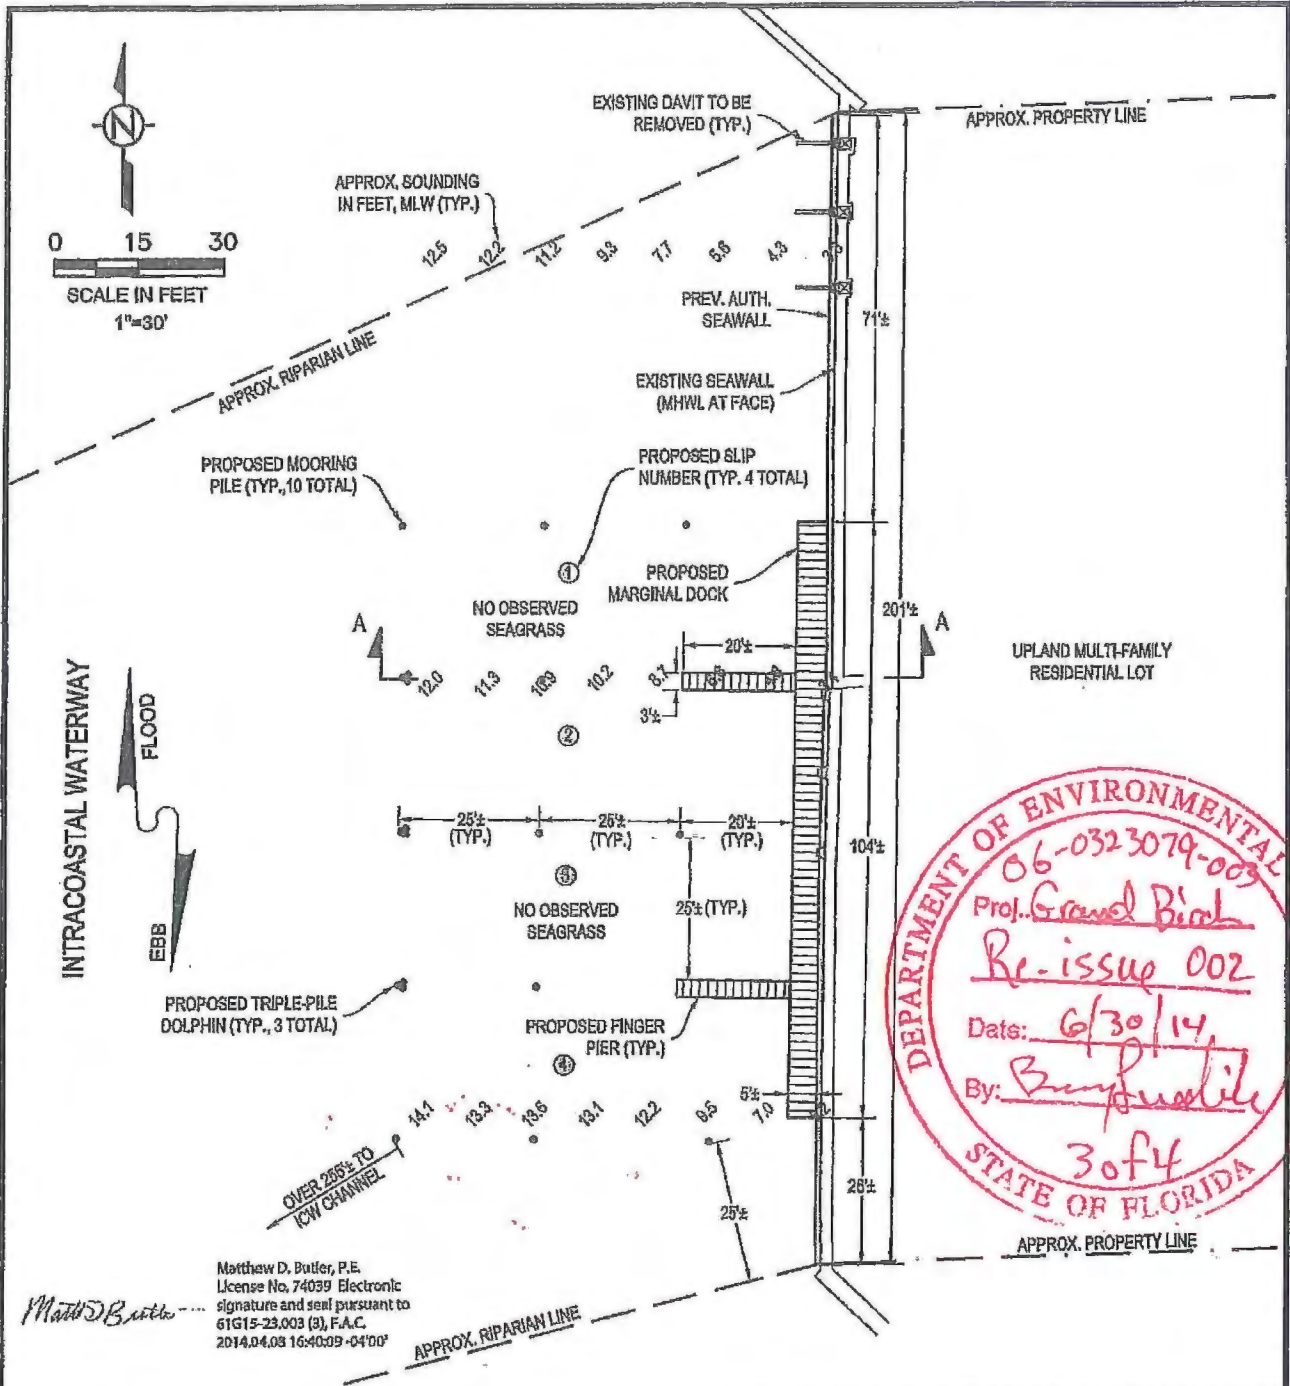 EXISTING DAVIT TO BE
REMOVED (TYP.)
APPROX. PROPERTY LINE
N
APPROX. SOUNDING
IN FEET, MLW (TYP.)
0 15 30
SCALE IN FEET
1"=30'
12.5 12.2 11.2 9.3 7.7 5.8 4.3
PREV. AUTH.
SEAWALL
71'±
APPROX. RIPARIAN LINE
EXISTING SEAWALL
(MHWL AT FACE)
PROPOSED MOORING
PILE (TYP.,10 TOTAL)
PROPOSED SLIP
NUMBER (TYP. 4 TOTAL)
1
PROPOSED
MARGINAL DOCK
NO OBSERVED
SEAGRASS
201'±
A
A
20'±
UPLAND MULTI-FAMILY
RESIDENTIAL LOT
12.0 11.3 10.9 10.2 8.7
3'±
2
INTRACOASTAL WATERWAY
FLOOD
EBB
25'±
(TYP.)
25'±
(TYP.)
20'±
(TYP.)
104'±
3
NO OBSERVED
SEAGRASS
25'± (TYP.)
PROPOSED TRIPLE-PILE
DOLPHIN (TYP., 3 TOTAL)
PROPOSED FINGER
PIER (TYP.)
4
5'±
14.1 13.3 13.6 13.1 12.2 9.5 7.0
OVER 255'± TO
ICW CHANNEL
25'±
26'±
APPROX. PROPERTY LINE
APPROX. RIPARIAN LINE
Matthew D. Butler, P.E.
License No. 74039 Electronic
signature and seal pursuant to
61G15-23.003 (3), F.A.C.
2014.04.08 16:40:09 -04'00'
DEPARTMENT OF ENVIRONMENTAL
06-0323079-003
Proj. Grand Birch
Re-issue 002
Date: 6/30/14
By:
3 of 4
STATE OF FLORIDA